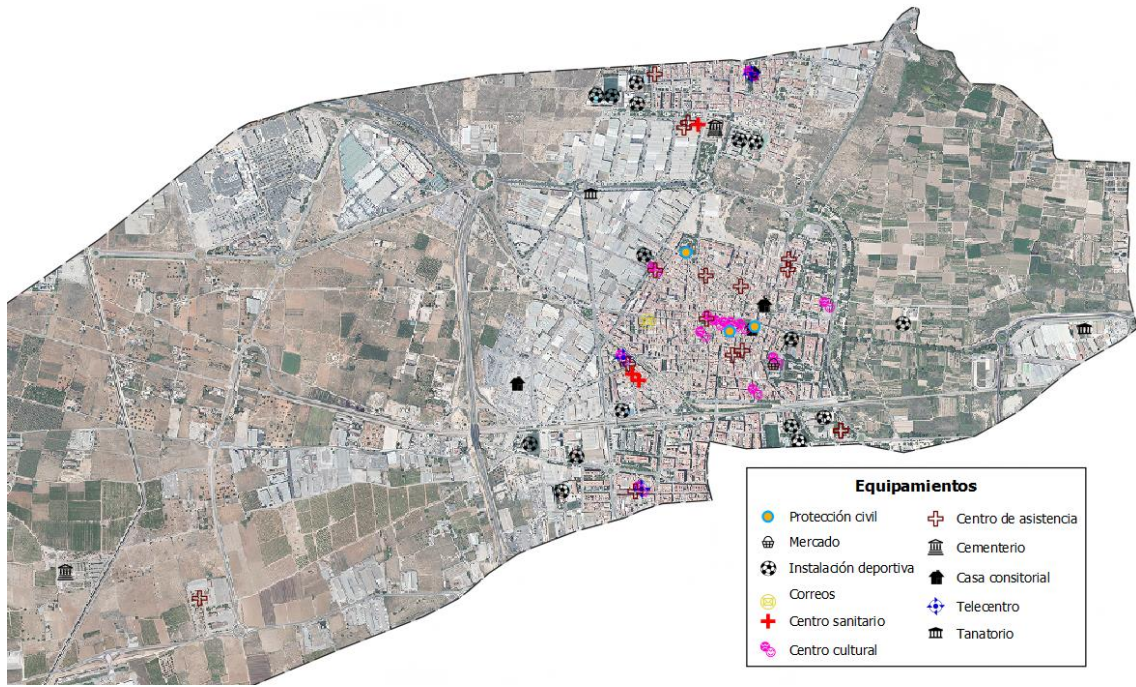 Equipamientos
Protección civil
Mercado
Instalación deportiva
Correos
Centro sanitario
Centro cultural
Centro de asistencia
Cementerio
Casa consitorial
Telecentro
Tanatorio